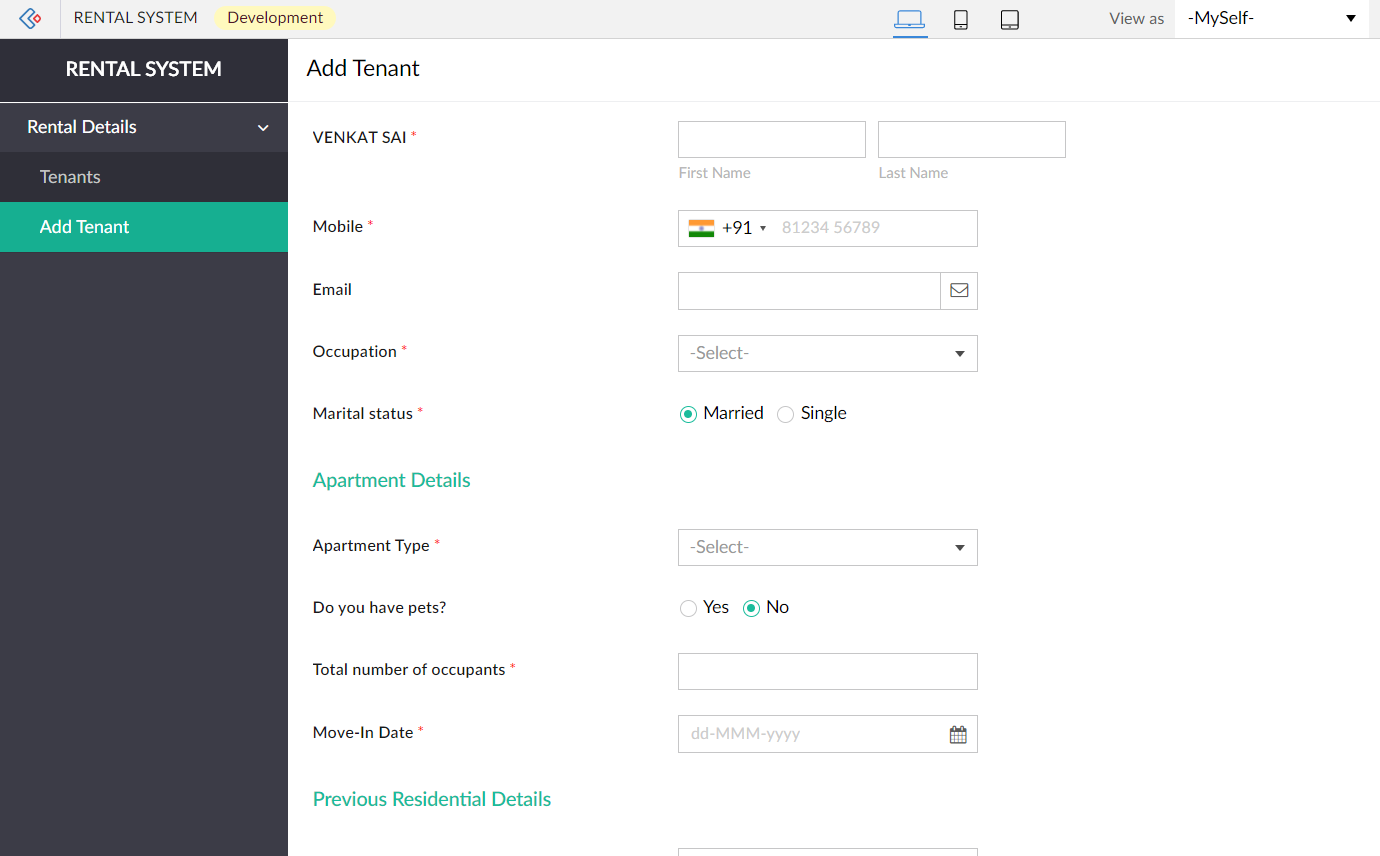 RENTAL SYSTEM Development View as -MySelf-
RENTAL SYSTEM
Add Tenant
Rental Details
Tenants
Add Tenant
VENKAT SAI *
First Name Last Name
Mobile * +91 81234 56789
Email
Occupation * -Select-
Marital status * Married Single
Apartment Details
Apartment Type * -Select-
Do you have pets? Yes No
Total number of occupants *
Move-In Date * dd-MMM-yyyy
Previous Residential Details